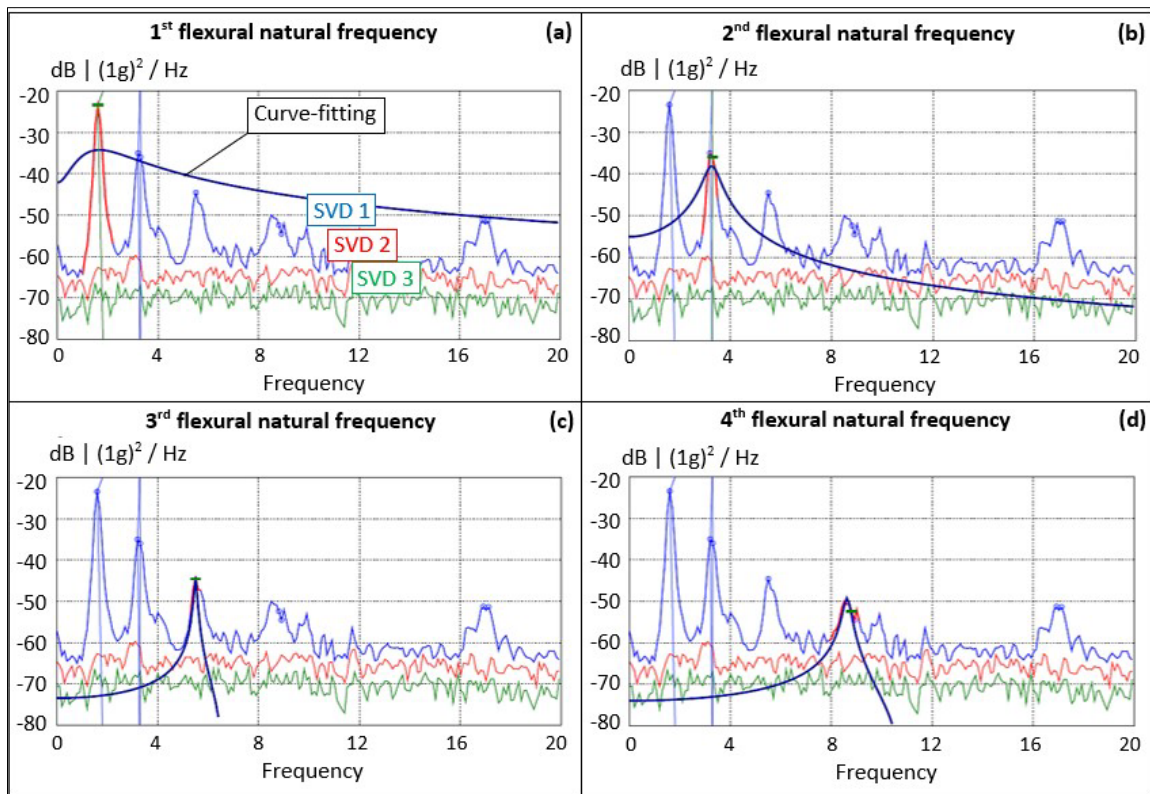 1st flexural natural frequency (a)
dB | (1g)2 / Hz
-20
-30
-40
-50
-60
-70
-80
Curve-fitting
SVD 1
SVD 2
SVD 3
0 4 8 12 16 20
Frequency
2nd flexural natural frequency (b)
dB | (1g)2 / Hz
-20
-30
-40
-50
-60
-70
-80
0 4 8 12 16 20
Frequency
3rd flexural natural frequency (c)
dB | (1g)2 / Hz
-20
-30
-40
-50
-60
-70
-80
0 4 8 12 16 20
Frequency
4th flexural natural frequency (d)
dB | (1g)2 / Hz
-20
-30
-40
-50
-60
-70
-80
0 4 8 12 16 20
Frequency